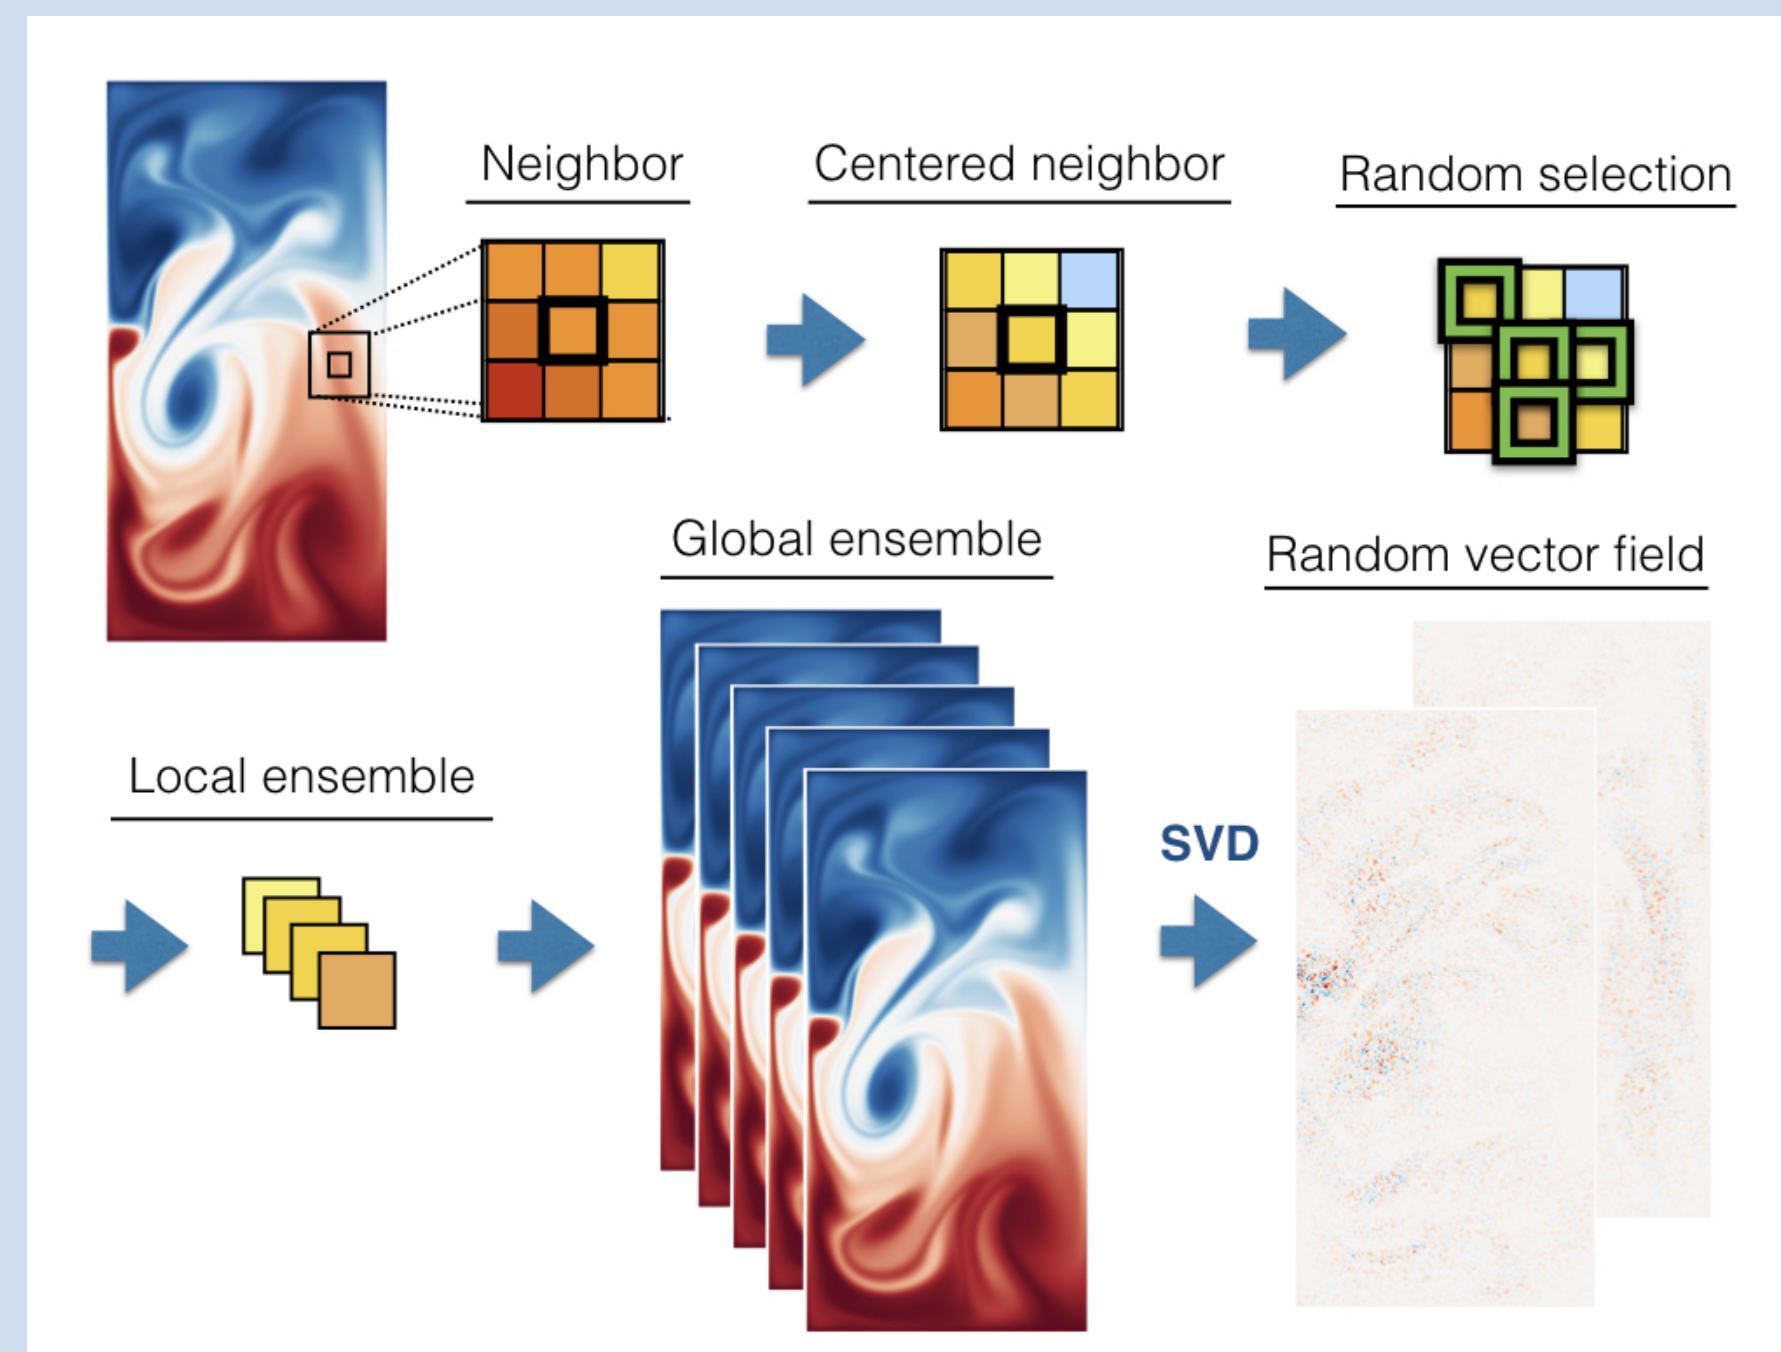 Neighbor
Centered neighbor
Random selection
Global ensemble
Random vector field
Local ensemble
SVD